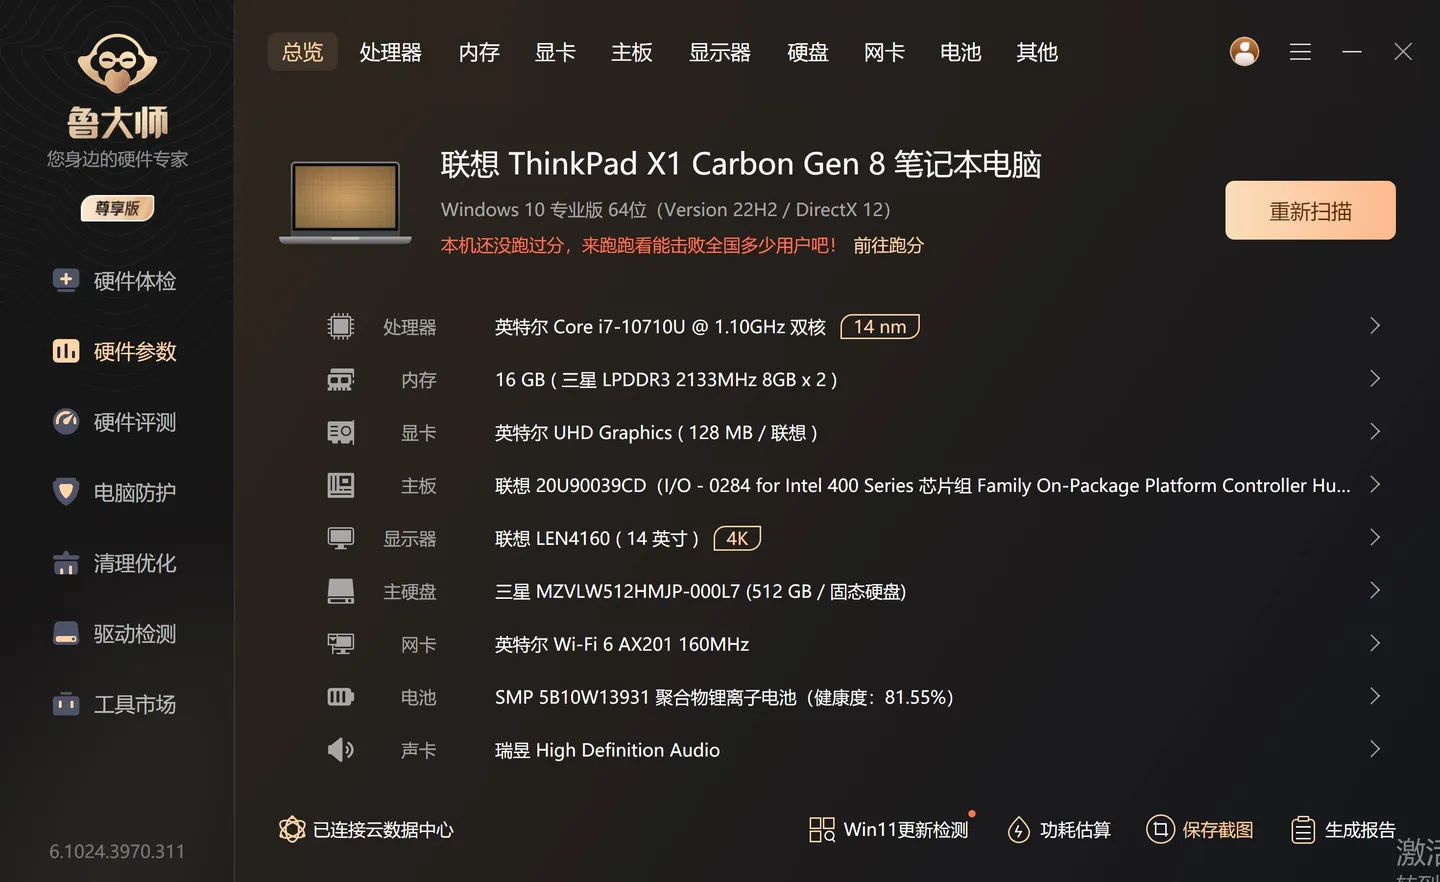 鲁大师
您身边的硬件专家
尊享版
硬件体检
硬件参数
硬件评测
电脑防护
清理优化
驱动检测
工具市场
6.1024.3970.311
总览 处理器 内存 显卡 主板 显示器 硬盘 网卡 电池 其他
联想 ThinkPad X1 Carbon Gen 8 笔记本电脑
Windows 10 专业版 64位（Version 22H2 / DirectX 12）
本机还没跑过分，来跑跑看能击败全国多少用户吧！ 前往跑分
重新扫描
处理器 英特尔 Core i7-10710U @ 1.10GHz 双核 14 nm
内存 16 GB ( 三星 LPDDR3 2133MHz 8GB x 2 )
显卡 英特尔 UHD Graphics ( 128 MB / 联想 )
主板 联想 20U90039CD（I/O - 0284 for Intel 400 Series 芯片组 Family On-Package Platform Controller Hu...
显示器 联想 LEN4160 ( 14 英寸 ) 4K
主硬盘 三星 MZVLW512HMJP-000L7 (512 GB / 固态硬盘)
网卡 英特尔 Wi-Fi 6 AX201 160MHz
电池 SMP 5B10W13931 聚合物锂离子电池（健康度：81.55%）
声卡 瑞昱 High Definition Audio
已连接云数据中心 Win11更新检测 功耗估算 保存截图 生成报告
激活